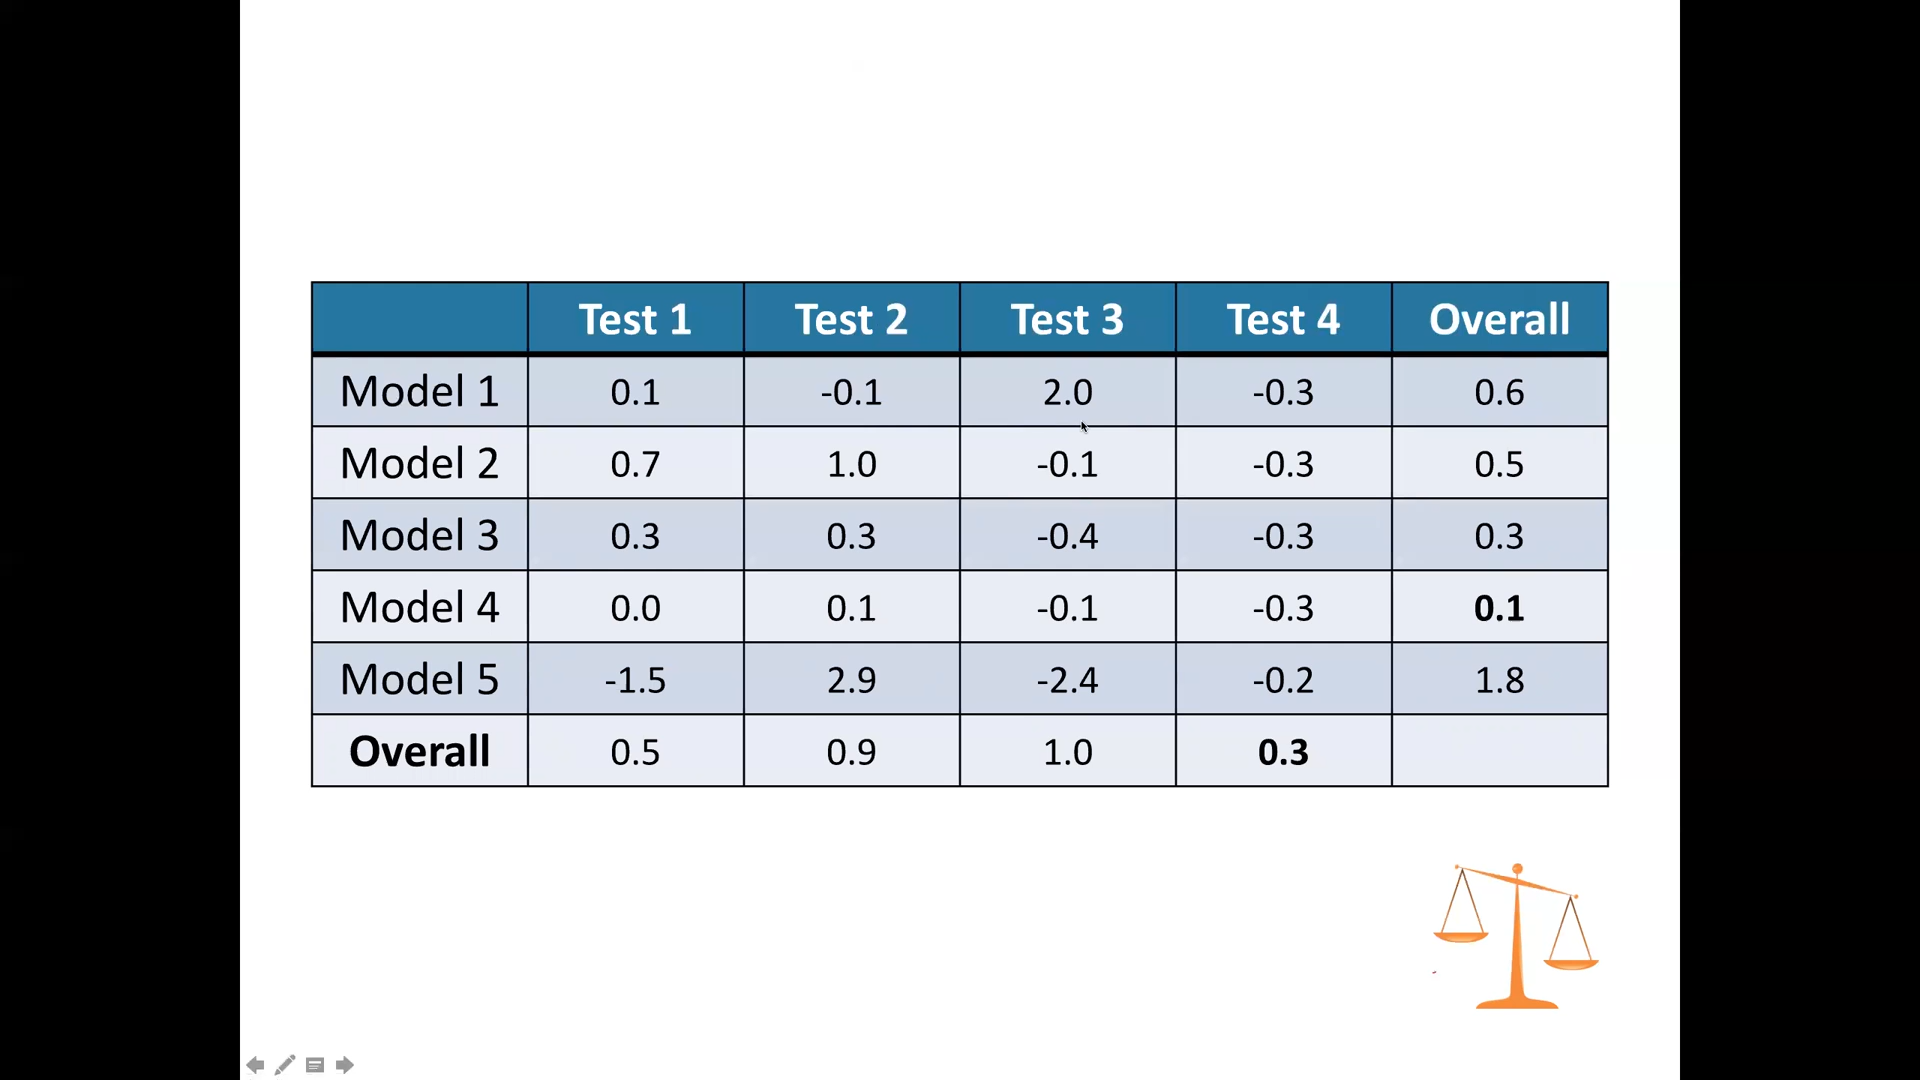 Test 1 Test 2 Test 3 Test 4 Overall
Model 1 0.1 -0.1 2.0 -0.3 0.6
Model 2 0.7 1.0 -0.1 -0.3 0.5
Model 3 0.3 0.3 -0.4 -0.3 0.3
Model 4 0.0 0.1 -0.1 -0.3 0.1
Model 5 -1.5 2.9 -2.4 -0.2 1.8
Overall 0.5 0.9 1.0 0.3